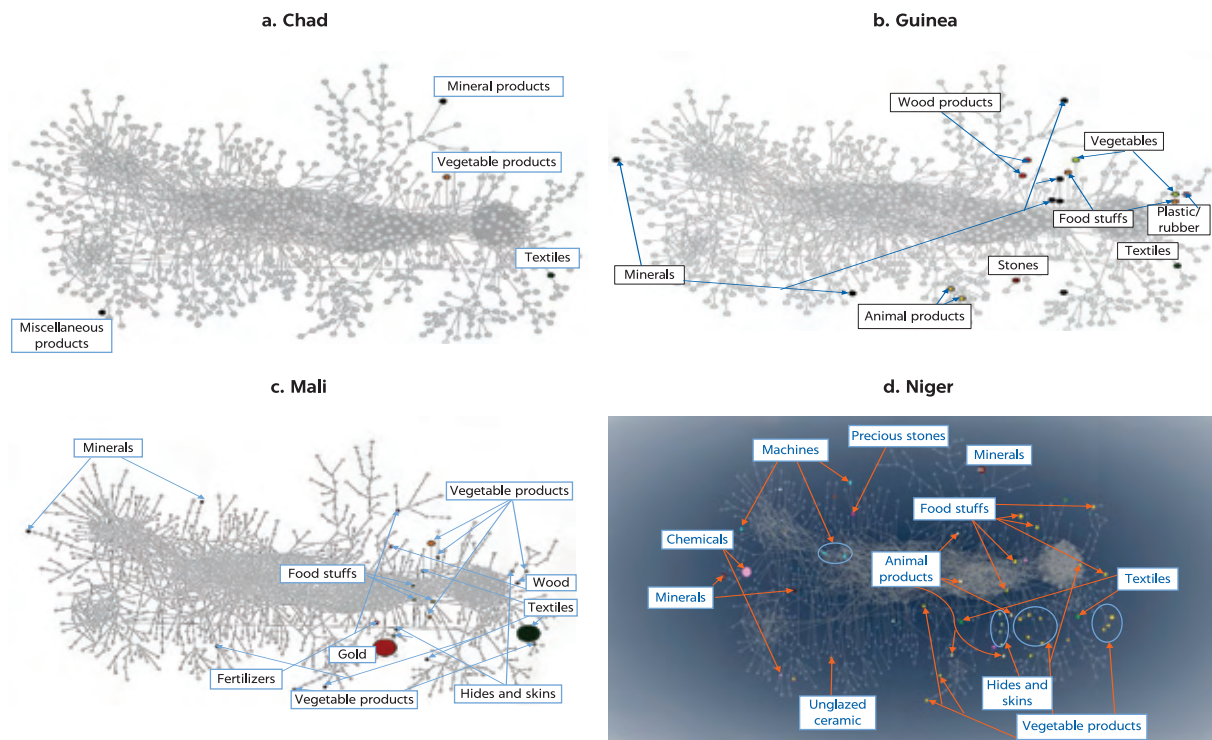 a. Chad
Mineral products
Vegetable products
Textiles
Miscellaneous
products
b. Guinea
Wood products
Vegetables
Food stuffs
Plastic/
rubber
Textiles
Minerals
Stones
Animal products
c. Mali
Minerals
Vegetable products
Food stuffs
Wood
Textiles
Gold
Fertilizers
Vegetable products
Hides and skins
d. Niger
Precious stones
Machines
Minerals
Food stuffs
Chemicals
Animal
products
Textiles
Minerals
Hides and
skins
Unglazed
ceramic
Vegetable products